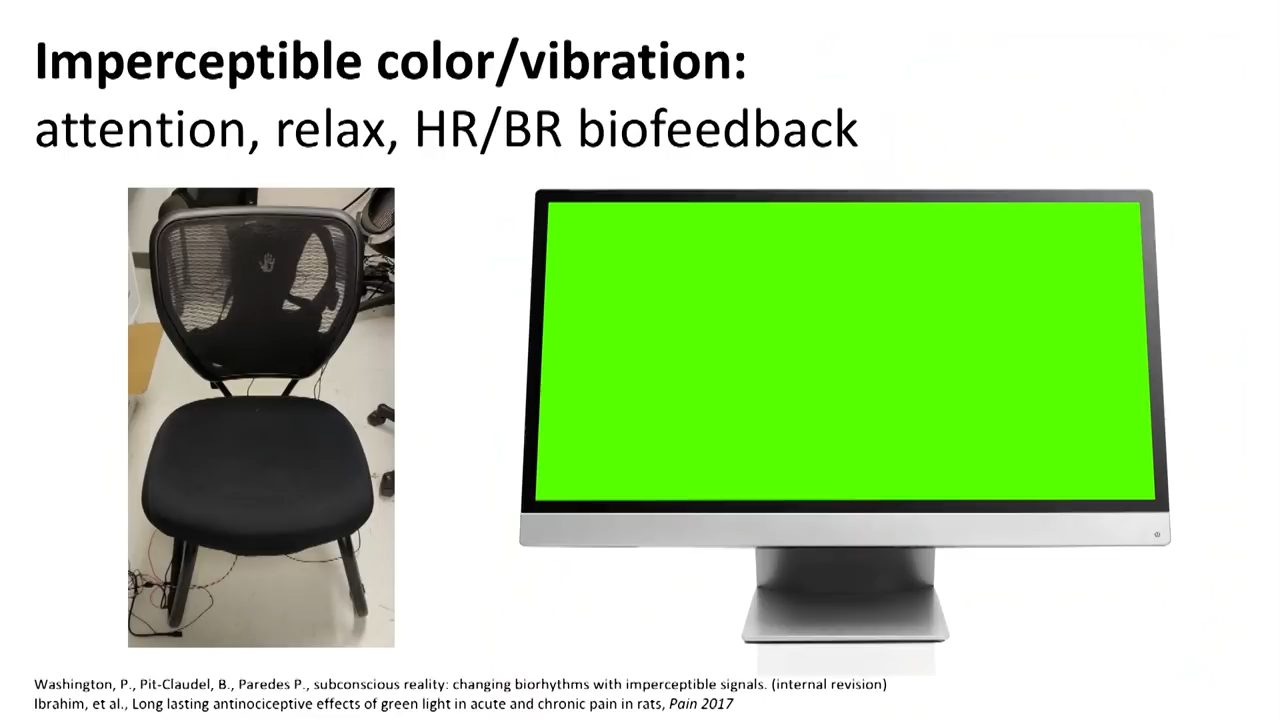 Imperceptible color/vibration:
attention, relax, HR/BR biofeedback
Washington, P., Pit-Claudel, B., Paredes P., subconscious reality: changing biorhythms with imperceptible signals. (internal revision)
Ibrahim, et al., Long lasting antinociceptive effects of green light in acute and chronic pain in rats, Pain 2017